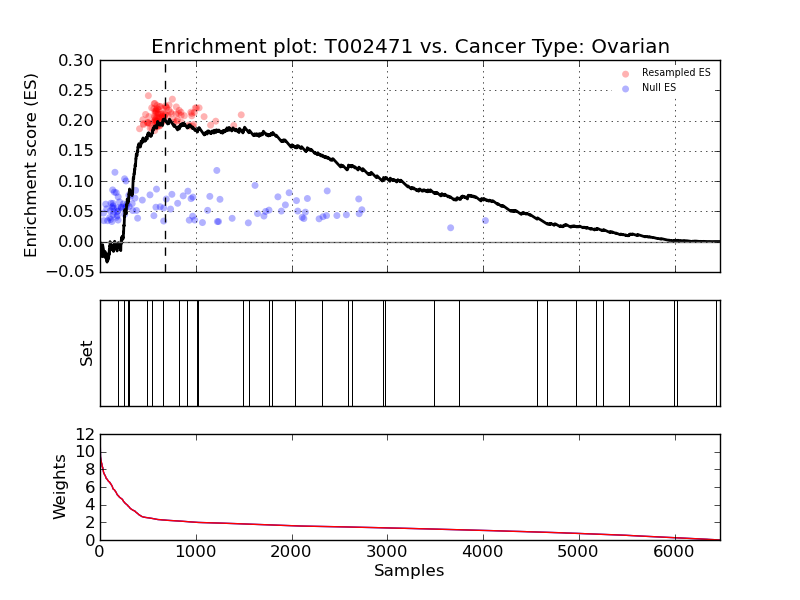 Enrichment plot: T002471 vs. Cancer Type: Ovarian
Enrichment score (ES)
0.30
0.25
0.20
0.15
0.10
0.05
0.00
−0.05
Resampled ES
Null ES
Set
Weights
12
10
8
6
4
2
0
0 1000 2000 3000 4000 5000 6000
Samples